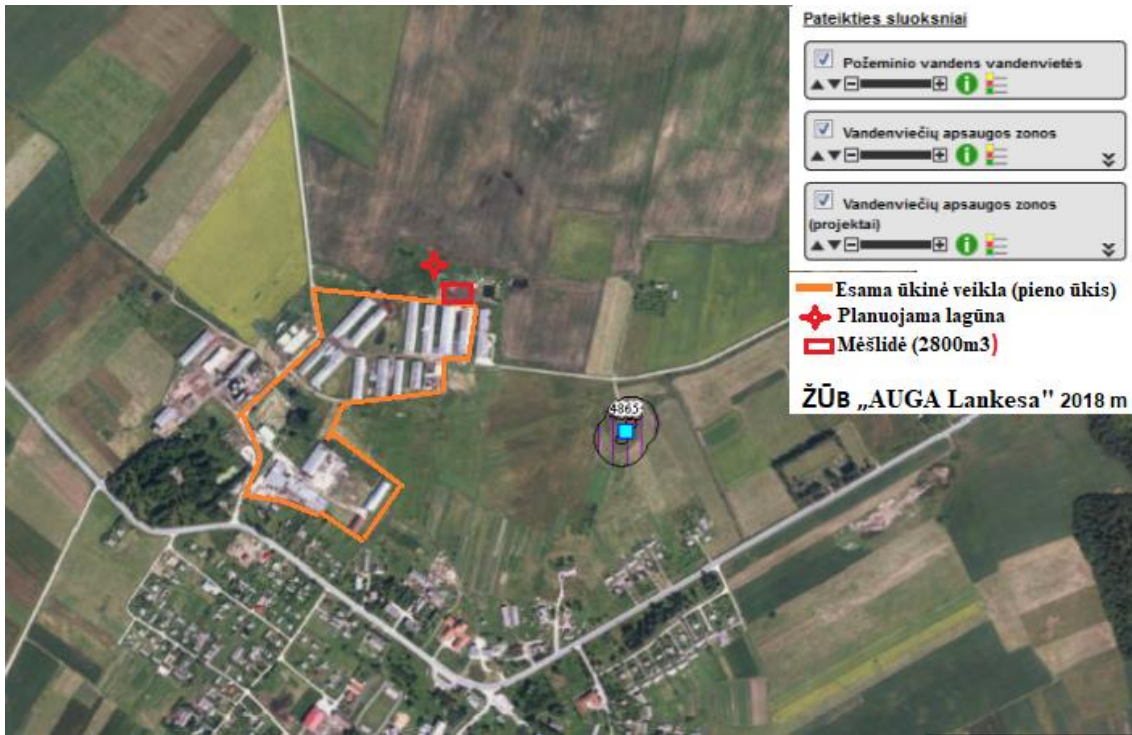 Pateikties sluoksniai
Požeminio vandens vandenvietės
Vandenviečių apsaugos zonos
Vandenviečių apsaugos zonos
(projektai)
Esama ūkinė veikla (pieno ūkis)
Planuojama lagūna
Mėšlidė (2800m3)
ŽŪB „AUGA Lankesa" 2018 m
4865